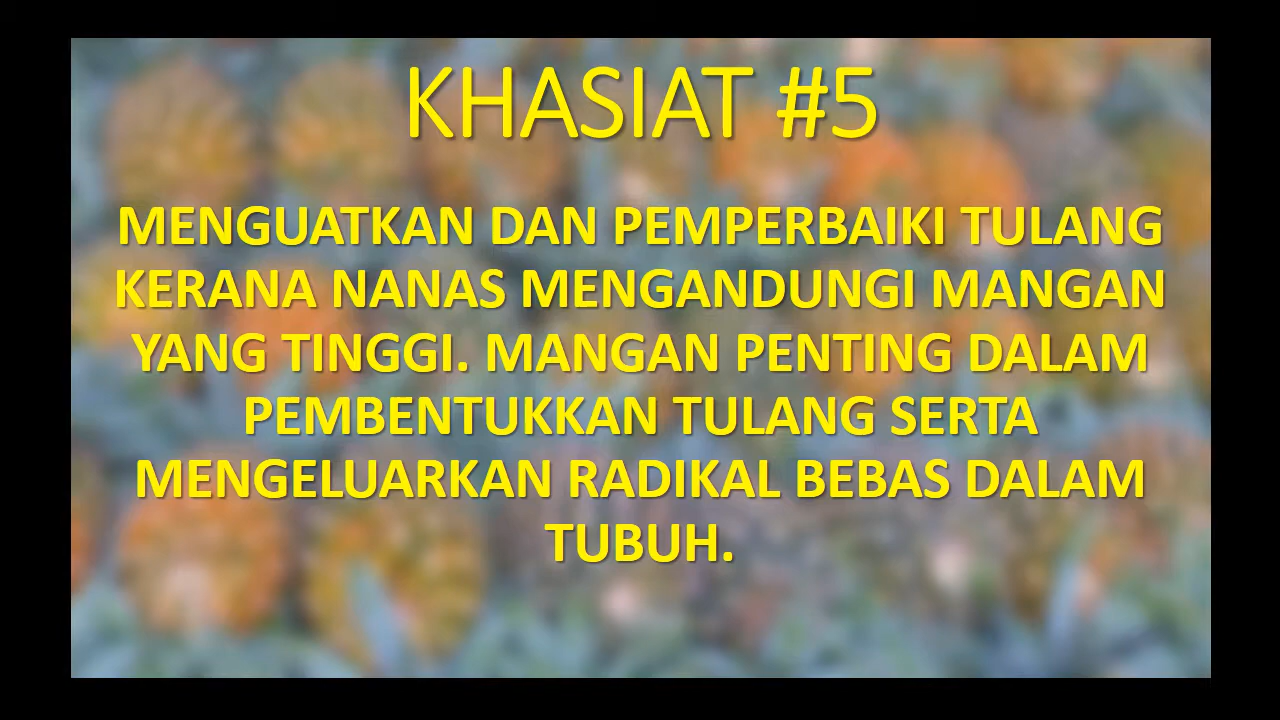 KHASIAT #5
MENGUATKAN DAN PEMPERBAIKI TULANG
KERANA NANAS MENGANDUNGI MANGAN
YANG TINGGI. MANGAN PENTING DALAM
PEMBENTUKKAN TULANG SERTA
MENGELUARKAN RADIKAL BEBAS DALAM
TUBUH.